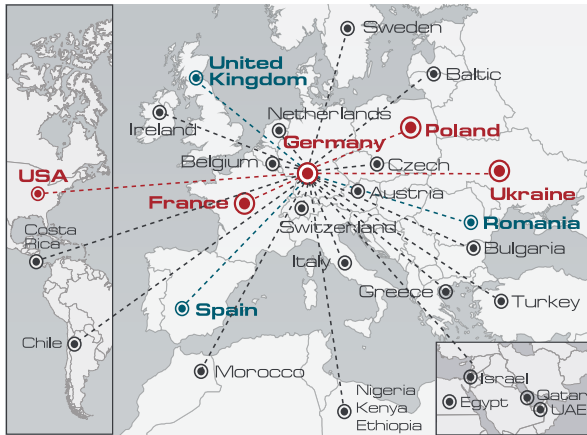 Sweden
United
Kingdom
Baltic
Netherlands
Ireland
Germany
Poland
Belgium
Czech
USA
Ukraine
Austria
France
Switzerland
Romania
Costa
Rica
Bulgaria
Italy
Greece
Turkey
Spain
Chile
Morocco
Israel
Nigeria
Kenya
Ethiopia
Egypt
Qatar
UAE